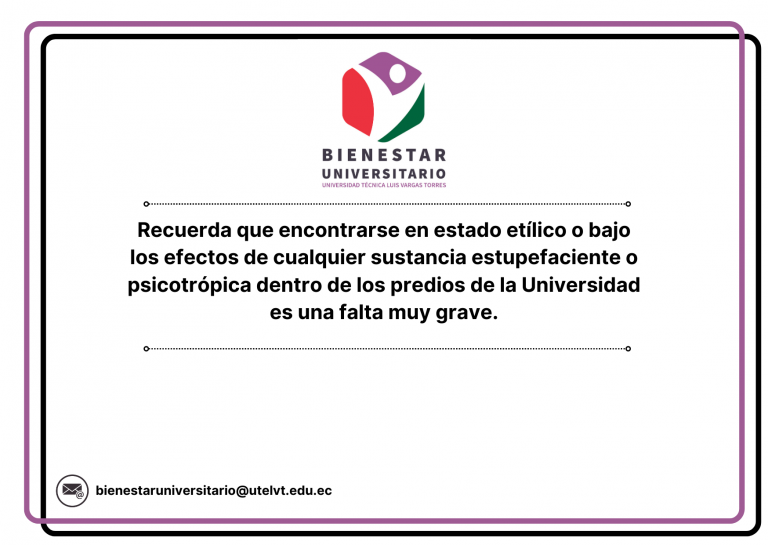 BIENESTAR
UNIVERSITARIO
UNIVERSIDAD TÉCNICA LUIS VARGAS TORRES
Recuerda que encontrarse en estado etílico o bajo
los efectos de cualquier sustancia estupefaciente o
psicotrópica dentro de los predios de la Universidad
es una falta muy grave.
@
bienestaruniversitario@utelvt.edu.ec